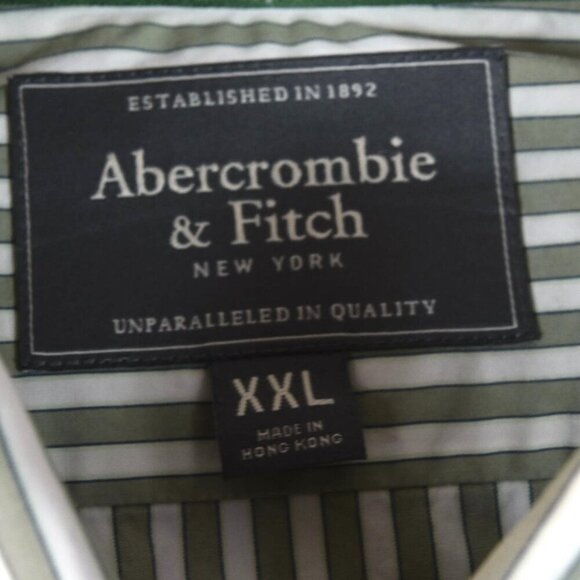 ESTABLISHED IN 1892
Abercrombie
& Fitch
NEW YORK
UNPARALLELED IN QUALITY
XXL
MADE IN
HONG KONG